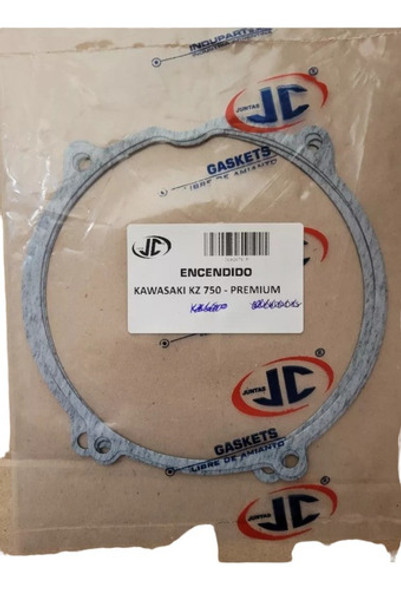 INDUPARTS
JUNTAS
JC
GASKETS
LIBRE DE AMIANTO
JC
ENCENDIDO
KAWASAKI KZ 750 - PREMIUM
JUNTAS
JC
GASKETS
LIBRE DE AMIANTO
JC